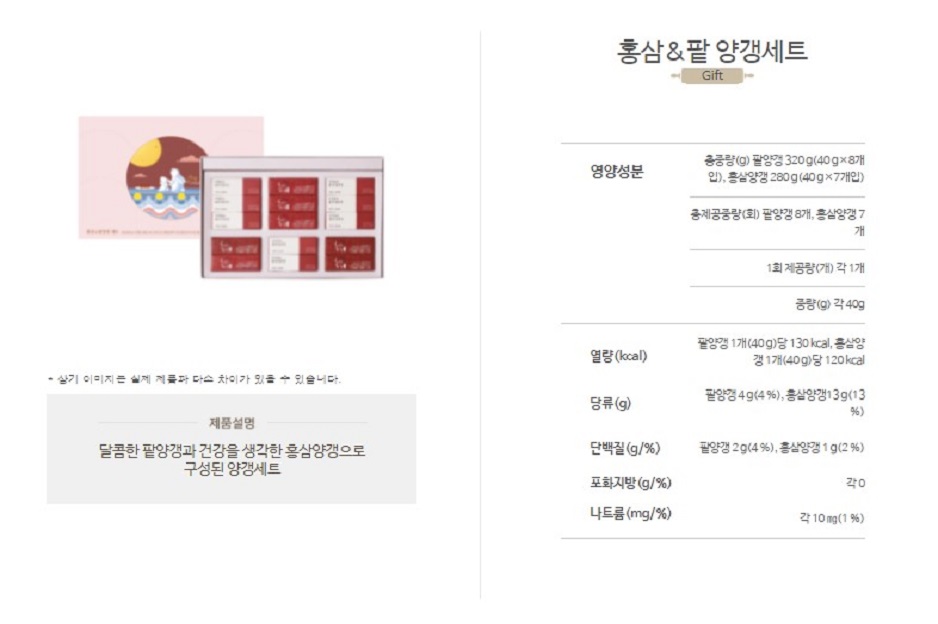 홍삼&팥 양갱세트
Gift
* 상기 이미지는 실제 제품과 다소 차이가 있을 수 있습니다.
제품설명
달콤한 팥양갱과 건강을 생각한 홍삼양갱으로
구성된 양갱세트
영양성분
총중량(g) 팥양갱 320g(40g×8개
입), 홍삼양갱 280g(40g×7개입)
총제공중량(회) 팥양갱 8개, 홍삼양갱 7
개
1회 제공량(개) 각 1개
중량(g) 각 40g
열량(kcal)
팥양갱 1개(40g)당 130kcal, 홍삼양
갱 1개(40g)당 120kcal
당류(g)
팥양갱 4g(4%), 홍삼양갱13g(13
%)
단백질(g/%)
팥양갱 2g(4%), 홍삼양갱 1g(2%)
포화지방(g/%)
각 0
나트륨(mg/%)
각 10㎎(1%)